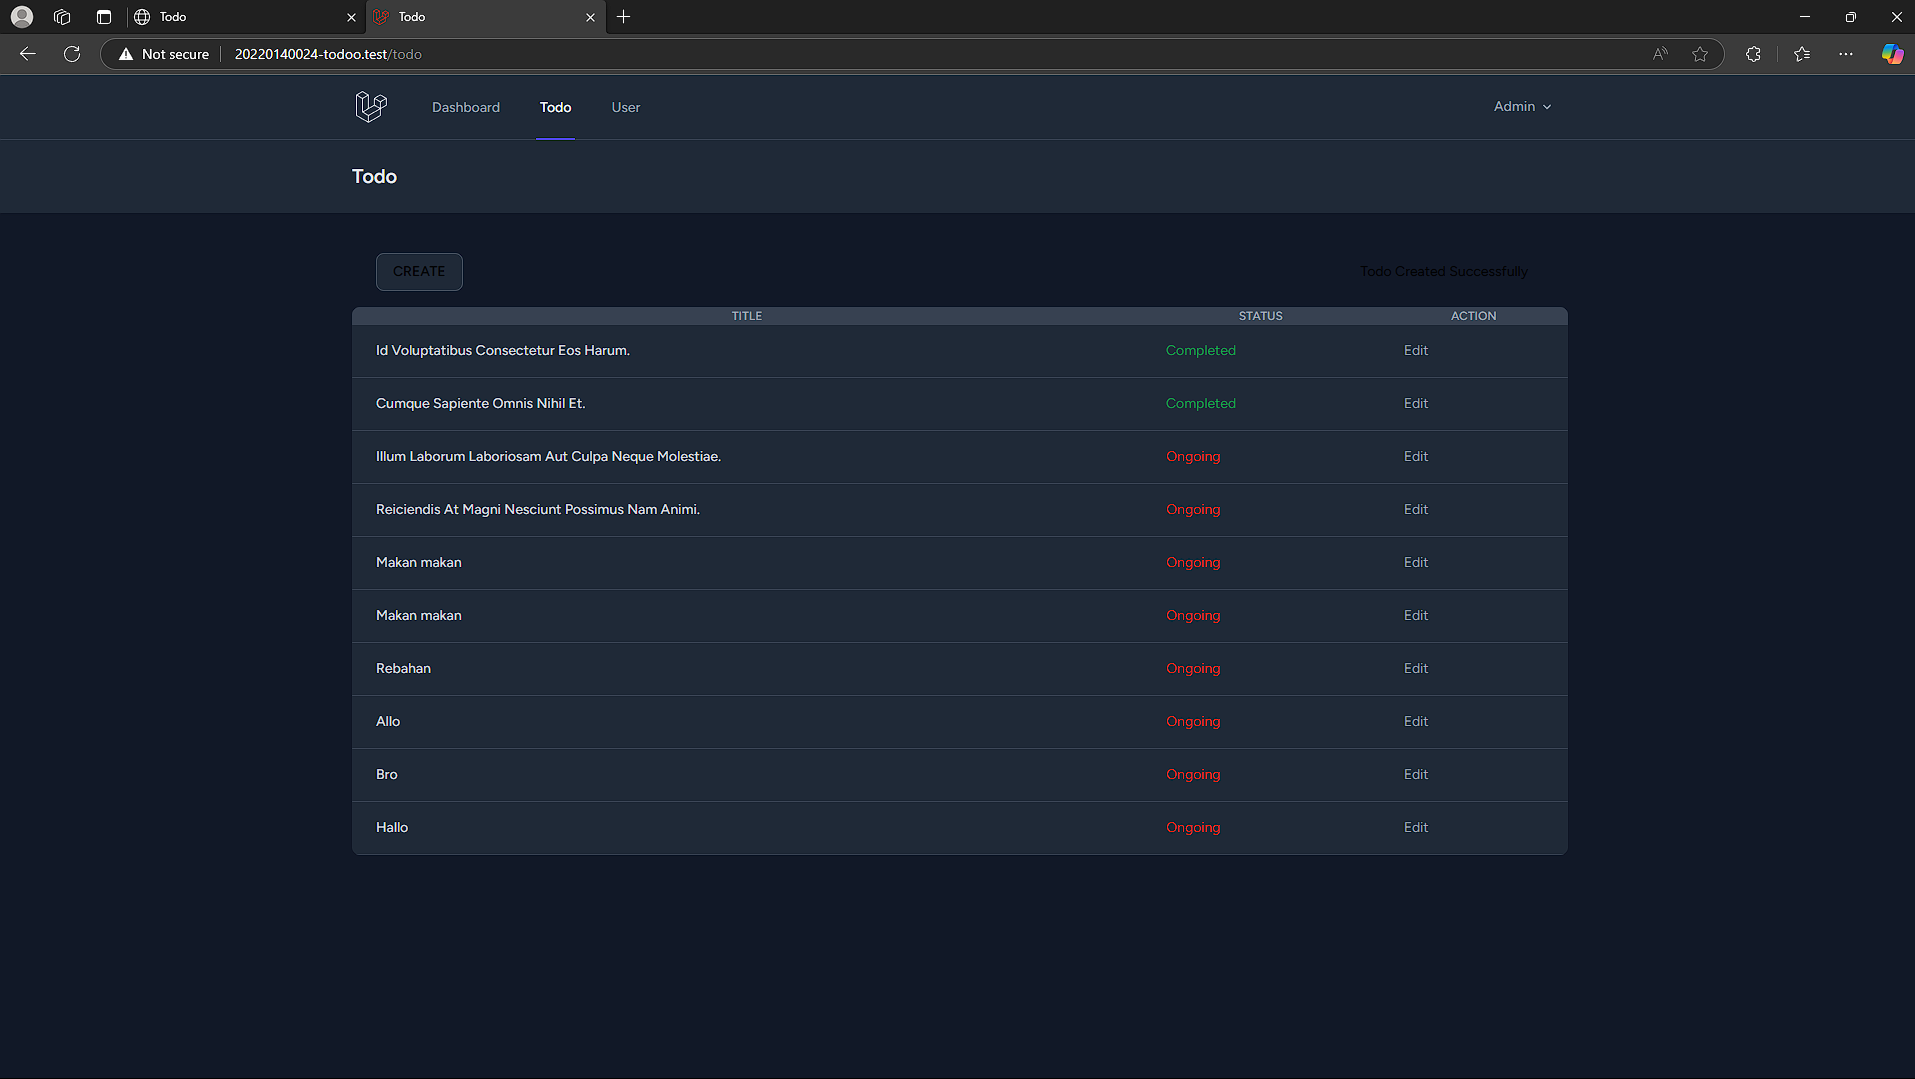 Todo
Todo
Not secure
20220140024-todoo.test/todo
Dashboard
Todo
User
Admin
Todo
CREATE
Todo Created Successfully
TITLE STATUS ACTION
Id Voluptatibus Consectetur Eos Harum. Completed Edit
Cumque Sapiente Omnis Nihil Et. Completed Edit
Illum Laborum Laboriosam Aut Culpa Neque Molestiae. Ongoing Edit
Reiciendis At Magni Nesciunt Possimus Nam Animi. Ongoing Edit
Makan makan Ongoing Edit
Makan makan Ongoing Edit
Rebahan Ongoing Edit
Allo Ongoing Edit
Bro Ongoing Edit
Hallo Ongoing Edit